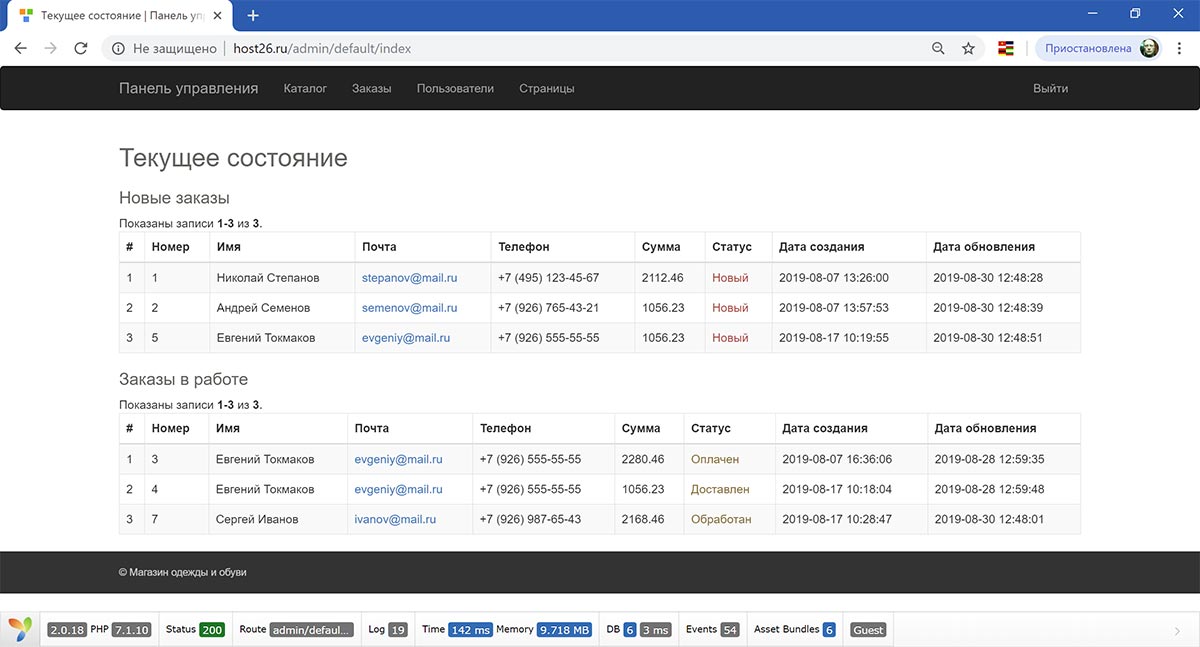 Текущее состояние | Панель уп
Не защищено host26.ru/admin/default/index Приостановлена
Панель управления Каталог Заказы Пользователи Страницы Выйти
Текущее состояние
Новые заказы
Показаны записи 1-3 из 3.
# Номер Имя Почта Телефон Сумма Статус Дата создания Дата обновления
1 1 Николай Степанов stepanov@mail.ru +7 (495) 123-45-67 2112.46 Новый 2019-08-07 13:26:00 2019-08-30 12:48:28
2 2 Андрей Семенов semenov@mail.ru +7 (926) 765-43-21 1056.23 Новый 2019-08-07 13:57:53 2019-08-30 12:48:39
3 5 Евгений Токмаков evgeniy@mail.ru +7 (926) 555-55-55 1056.23 Новый 2019-08-17 10:19:55 2019-08-30 12:48:51
Заказы в работе
Показаны записи 1-3 из 3.
# Номер Имя Почта Телефон Сумма Статус Дата создания Дата обновления
1 3 Евгений Токмаков evgeniy@mail.ru +7 (926) 555-55-55 2280.46 Оплачен 2019-08-07 16:36:06 2019-08-28 12:59:35
2 4 Евгений Токмаков evgeniy@mail.ru +7 (926) 555-55-55 1056.23 Доставлен 2019-08-17 10:18:04 2019-08-28 12:59:48
3 7 Сергей Иванов ivanov@mail.ru +7 (926) 987-65-43 2168.46 Обработан 2019-08-17 10:28:47 2019-08-30 12:48:01
© Магазин одежды и обуви
2.0.18 PHP 7.1.10 Status 200 Route admin/defaul... Log 19 Time 142 ms Memory 9.718 MB DB 6 3 ms Events 54 Asset Bundles 6 Guest